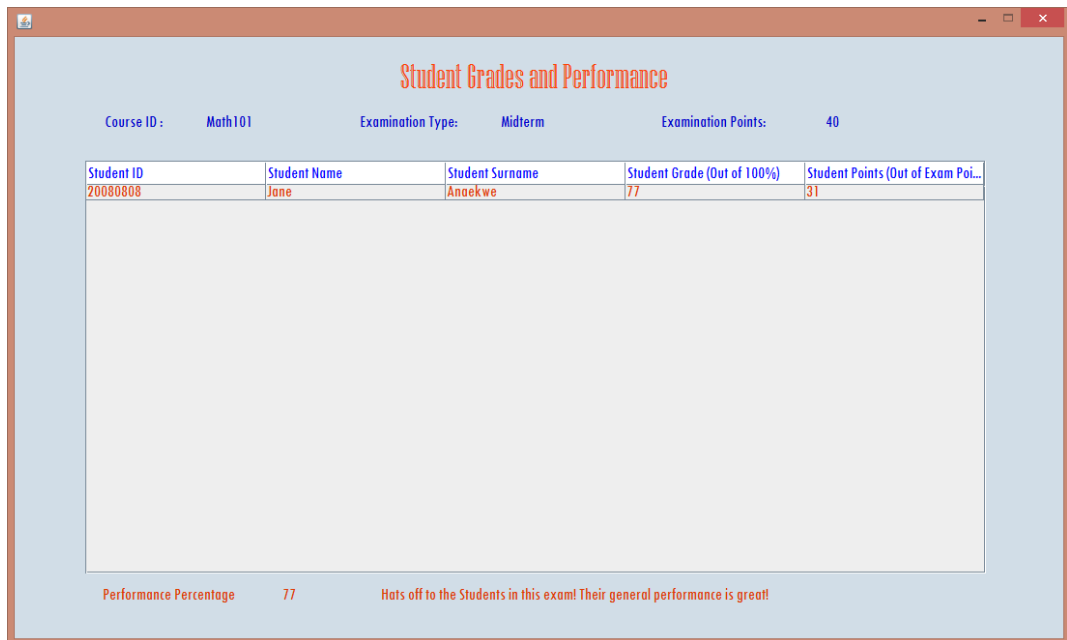 Student Grades and Performance
Course ID : Math101 Examination Type: Midterm Examination Points: 40
Student ID Student Name Student Surname Student Grade (Out of 100%) Student Points (Out of Exam Poi...
20080808 Jane Anaekwe 77 31
Performance Percentage 77 Hats off to the Students in this exam! Their general performance is great!